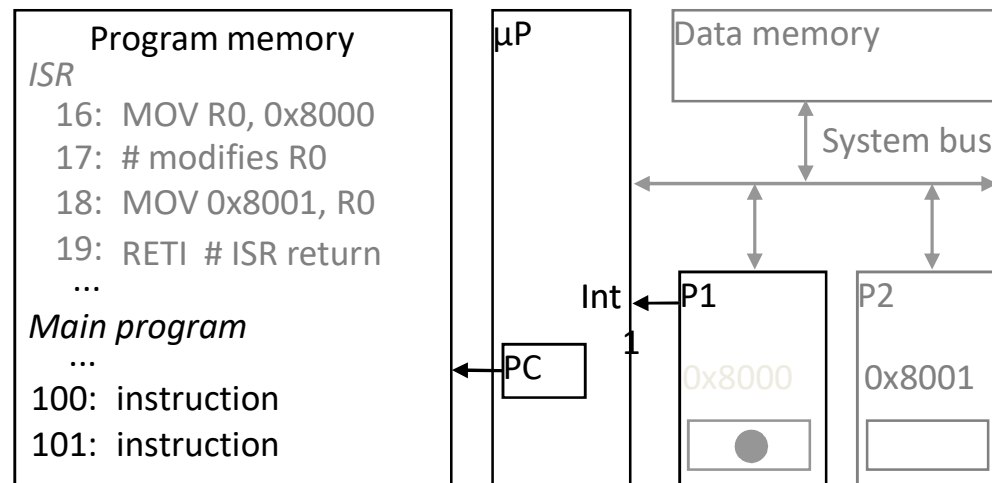 Program memory
ISR
16: MOV R0, 0x8000
17: # modifies R0
18: MOV 0x8001, R0
19: RETI # ISR return
...
Main program
...
100: instruction
101: instruction
μP
Int
1
PC
Data memory
System bus
P1
0x8000
P2
0x8001